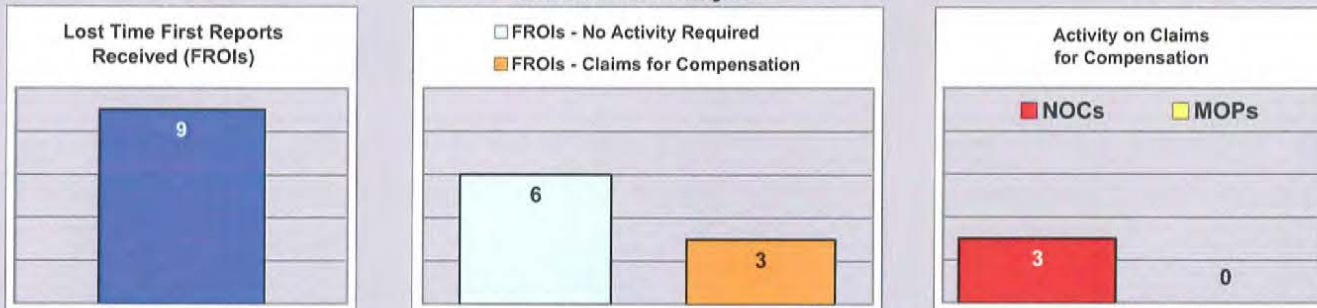 Lost Time First Reports
Received (FROIs)
9
FROIs - No Activity Required
FROIs - Claims for Compensation
6
3
Activity on Claims
for Compensation
NOCs MOPs
3
0